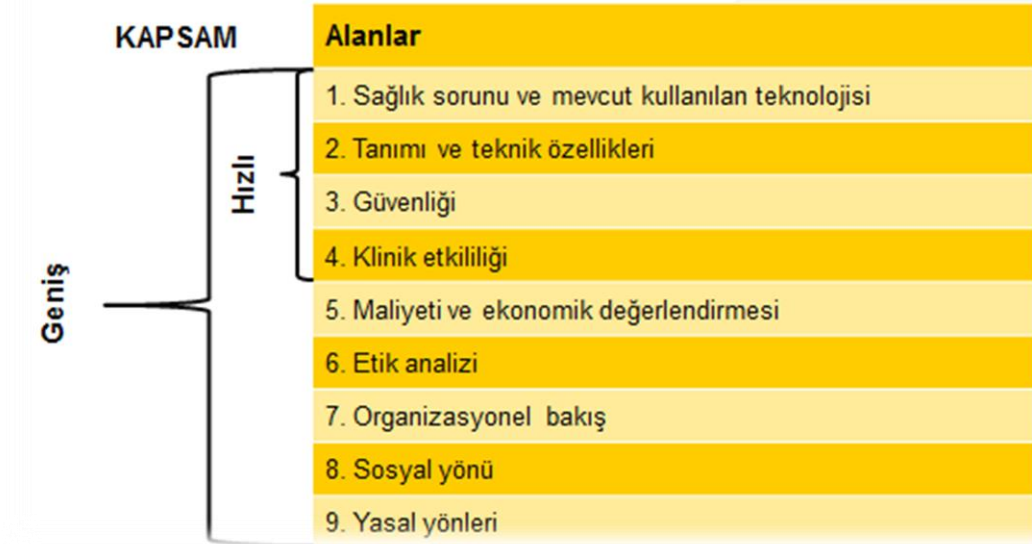 KAPSAM
Alanlar
Geniş
Hızlı
1. Sağlık sorunu ve mevcut kullanılan teknolojisi
2. Tanımı ve teknik özellikleri
3. Güvenliği
4. Klinik etkililiği
5. Maliyeti ve ekonomik değerlendirmesi
6. Etik analizi
7. Organizasyonel bakış
8. Sosyal yönü
9. Yasal yönleri